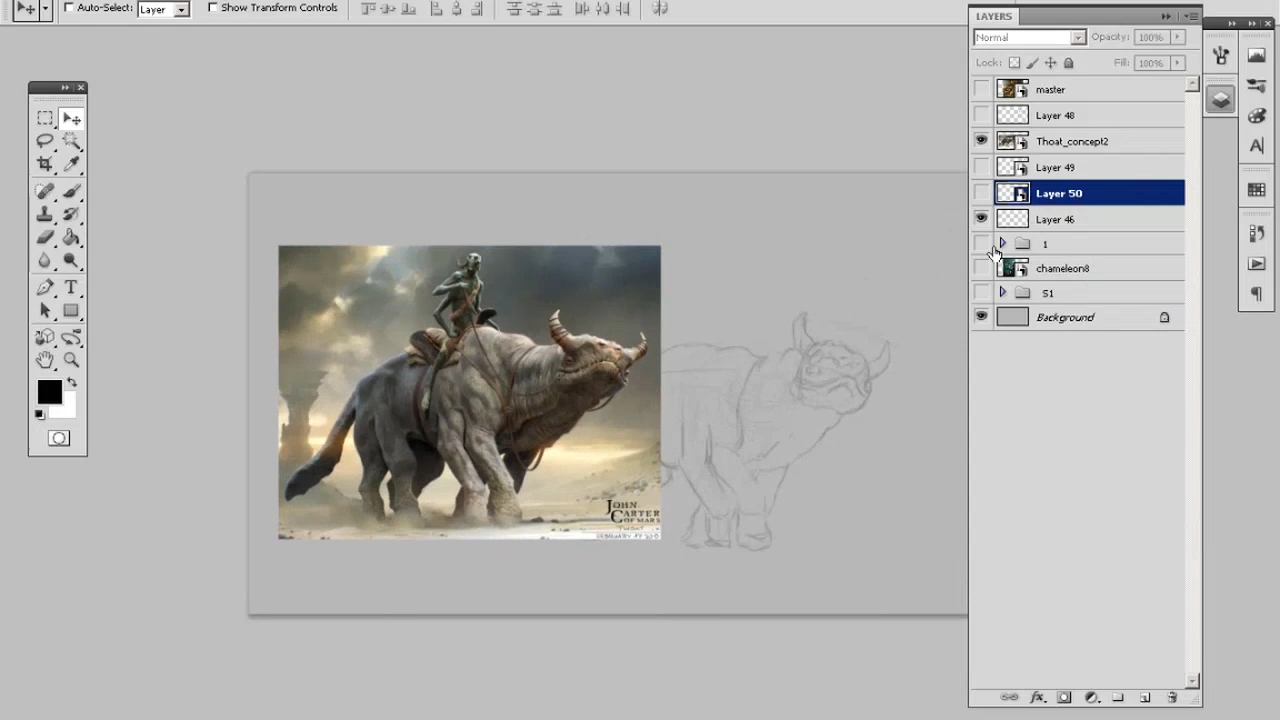 Auto-Select:
Layer
Show Transform Controls
LAYERS
Normal
Opacity: 100%
Lock:
Fill: 100%
master
Layer 48
Thoat_concept2
Layer 49
Layer 50
Layer 46
1
chameleon8
S1
Background
JOHN
CARTER
OF MARS